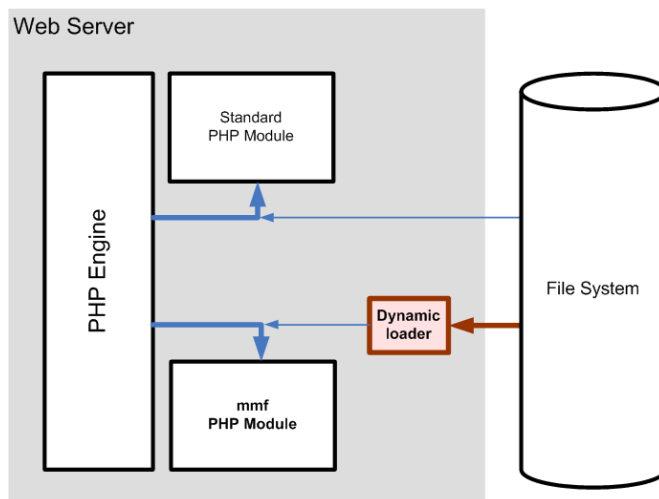 Web Server
Standard
PHP Module
PHP Engine
File System
Dynamic
loader
mmf
PHP Module